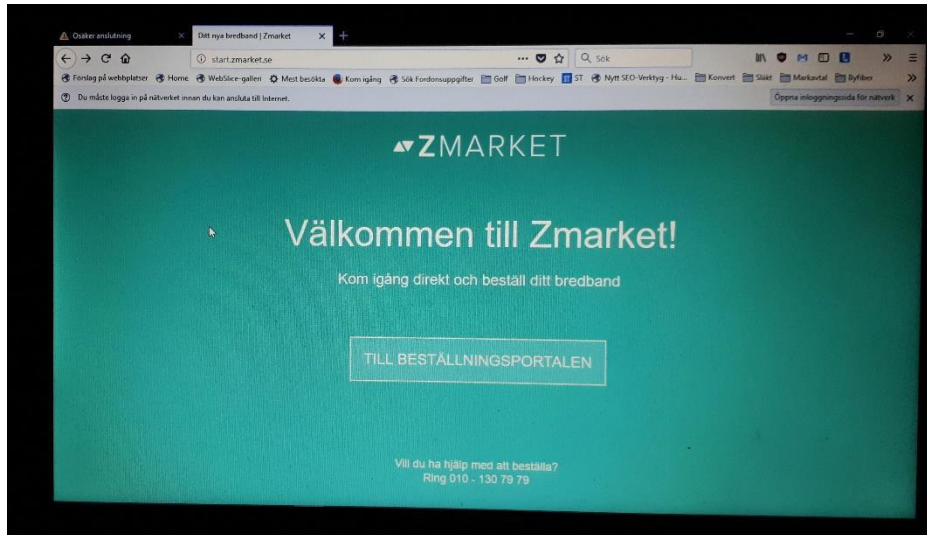 Osäker anslutning
Ditt nya bredband | Zmarket
start.zmarket.se
Sök
Förslag på webbplatser Home WebSlice-galleri Mest besökta Kom igång Sök Fordonsuppgifter Golf Hockey ST Nytt SEO-Verktyg - Hu... Konvert Släkt Markavtal Byfiber
Du måste logga in på nätverket innan du kan ansluta till Internet. Öppna inloggningssida för nätverk
ZMARKET
Välkommen till Zmarket!
Kom igång direkt och beställ ditt bredband
TILL BESTÄLLNINGSPORTALEN
Vill du ha hjälp med att beställa?
Ring 010 - 130 79 79